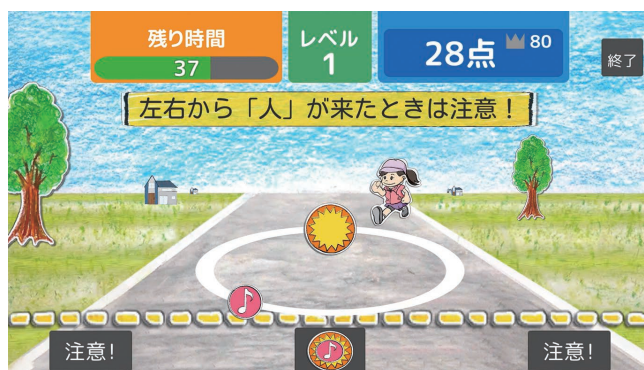 残り時間
37
レベル
1
28点
80
終了
左右から「人」が来たときは注意！
注意！
注意！